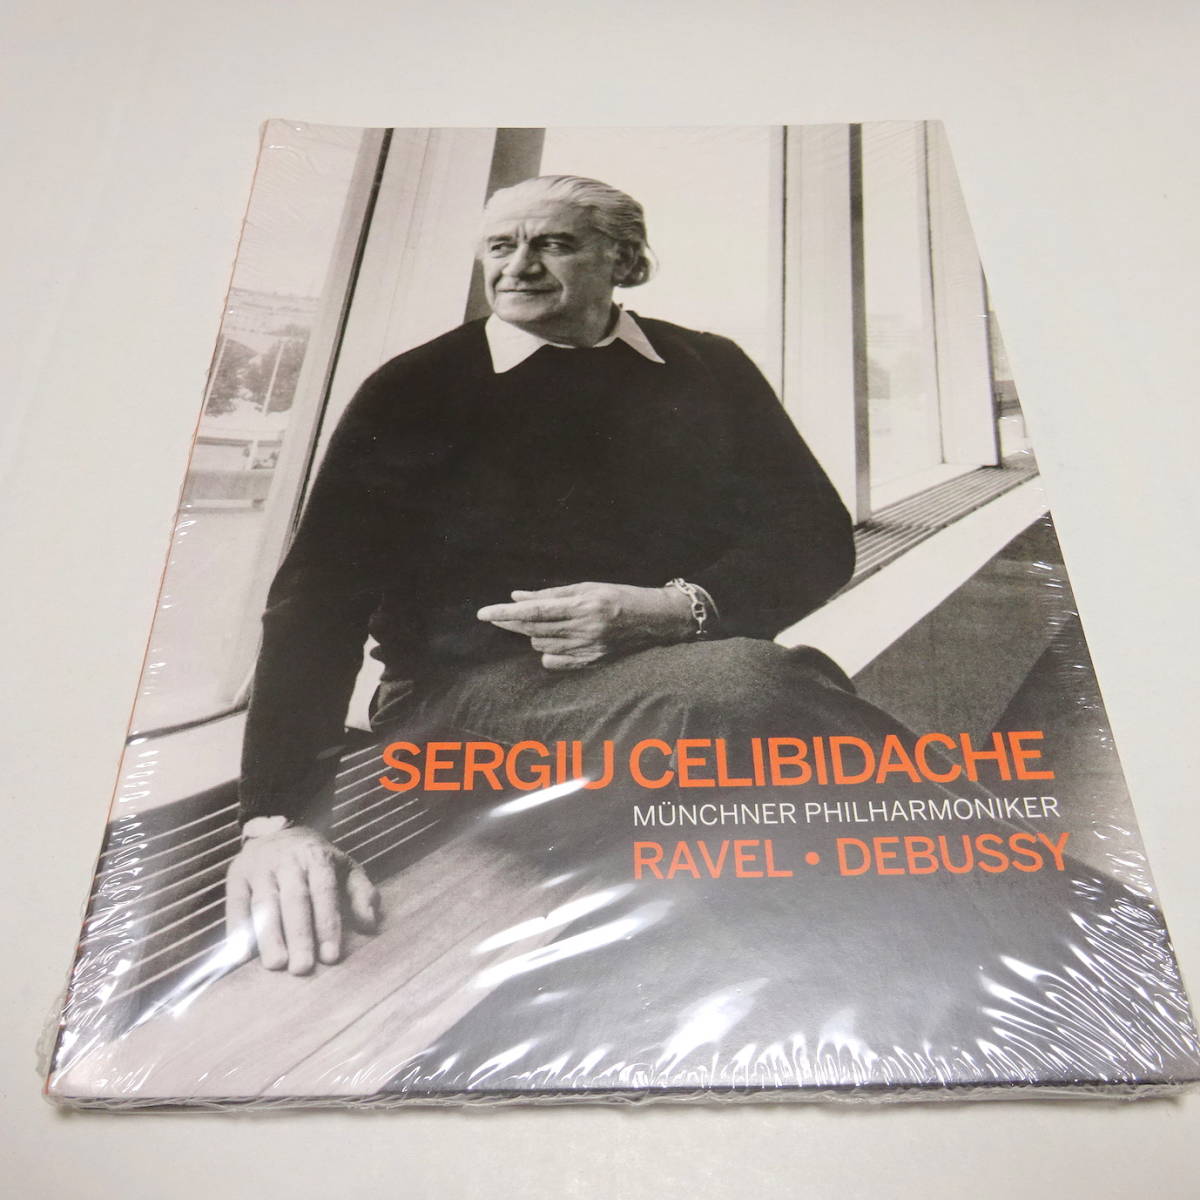 SERGIU CELIBIDACHE
MÜNCHNER PHILHARMONIKER
RAVEL • DEBUSSY